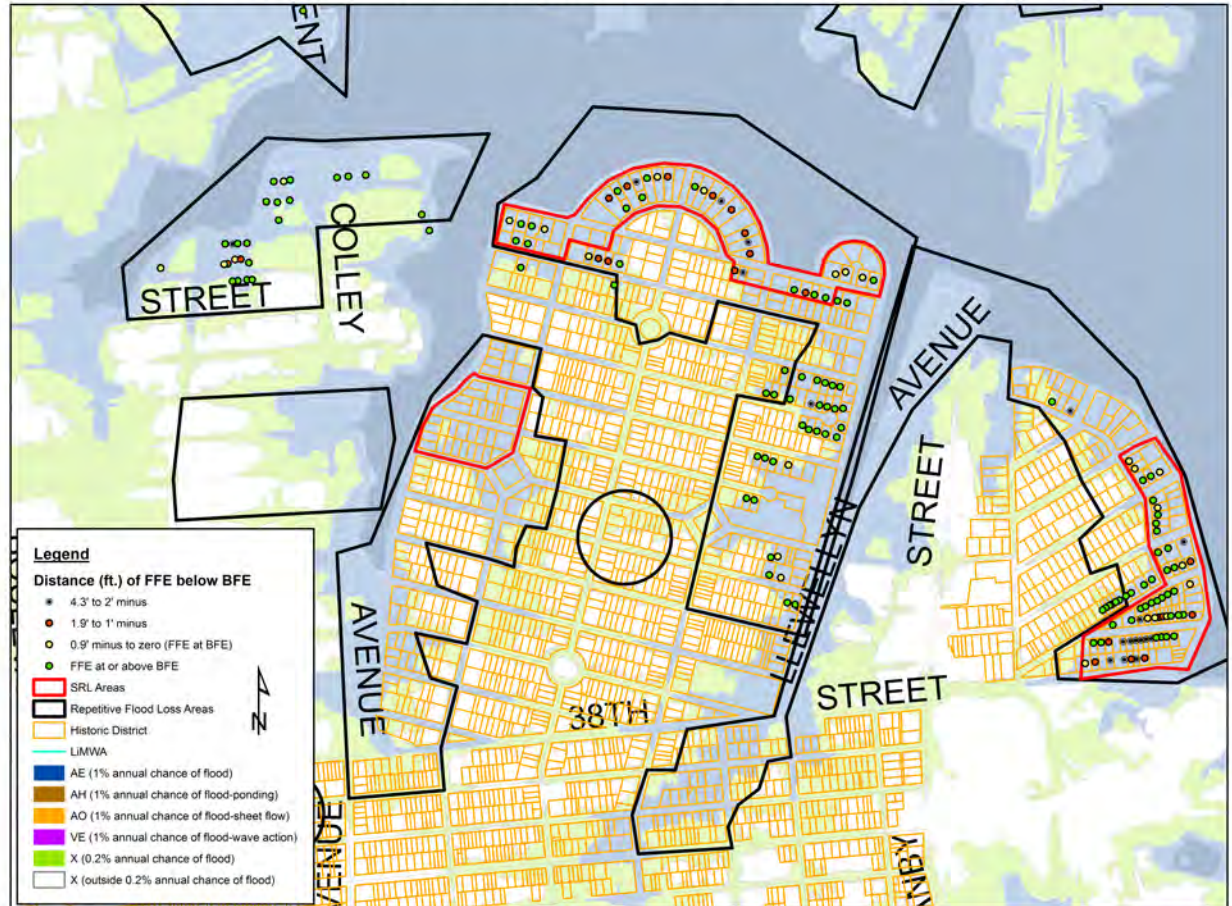 ENT
COLLEY
STREET
AVENUE
STREET
LLEWELLYN
AVENUE
STREET
38TH
Legend
Distance (ft.) of FFE below BFE
4.3' to 2' minus
1.9' to 1' minus
0.9' minus to zero (FFE at BFE)
FFE at or above BFE
SRL Areas
Repetitive Flood Loss Areas
Historic District
LiMWA
AE (1% annual chance of flood)
AH (1% annual chance of flood-ponding)
AO (1% annual chance of flood-sheet flow)
VE (1% annual chance of flood-wave action)
X (0.2% annual chance of flood)
X (outside 0.2% annual chance of flood)
N
VENUE
NBY